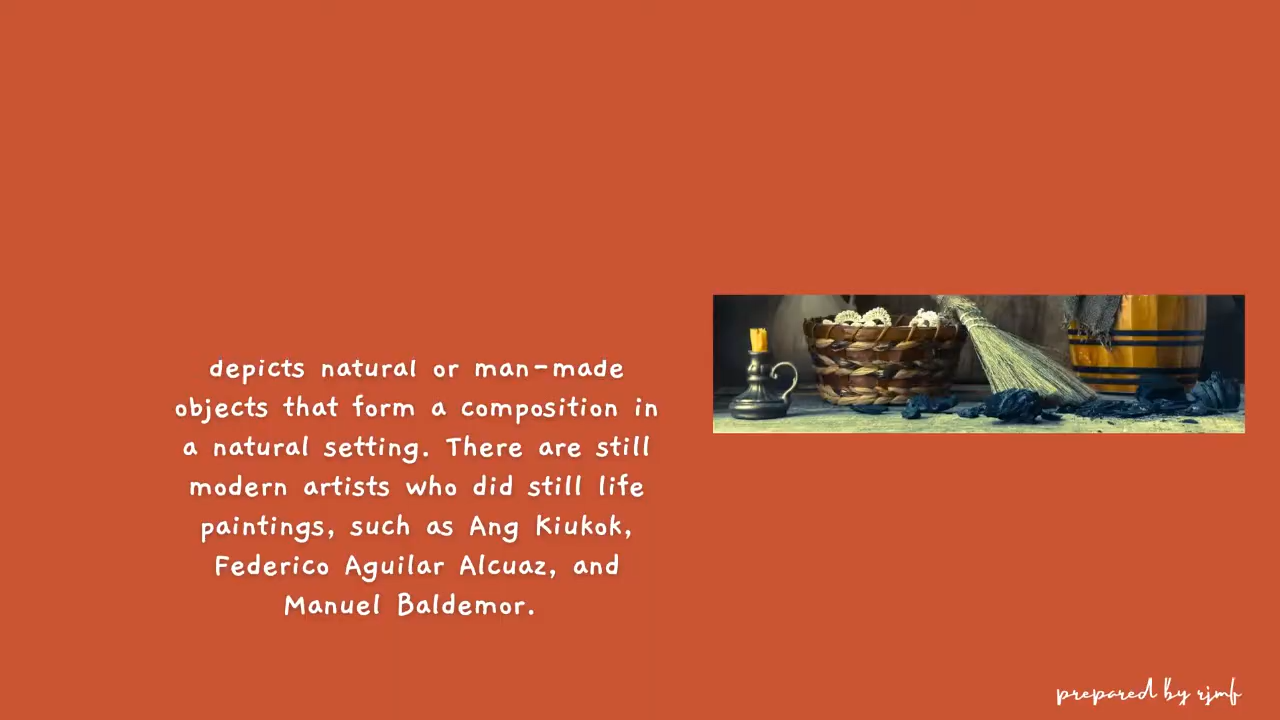 depicts natural or man-made
objects that form a composition in
a natural setting. There are still
modern artists who did still life
paintings, such as Ang Kiukok,
Federico Aguilar Alcuaz, and
Manuel Baldemor.
prepared by rjmf